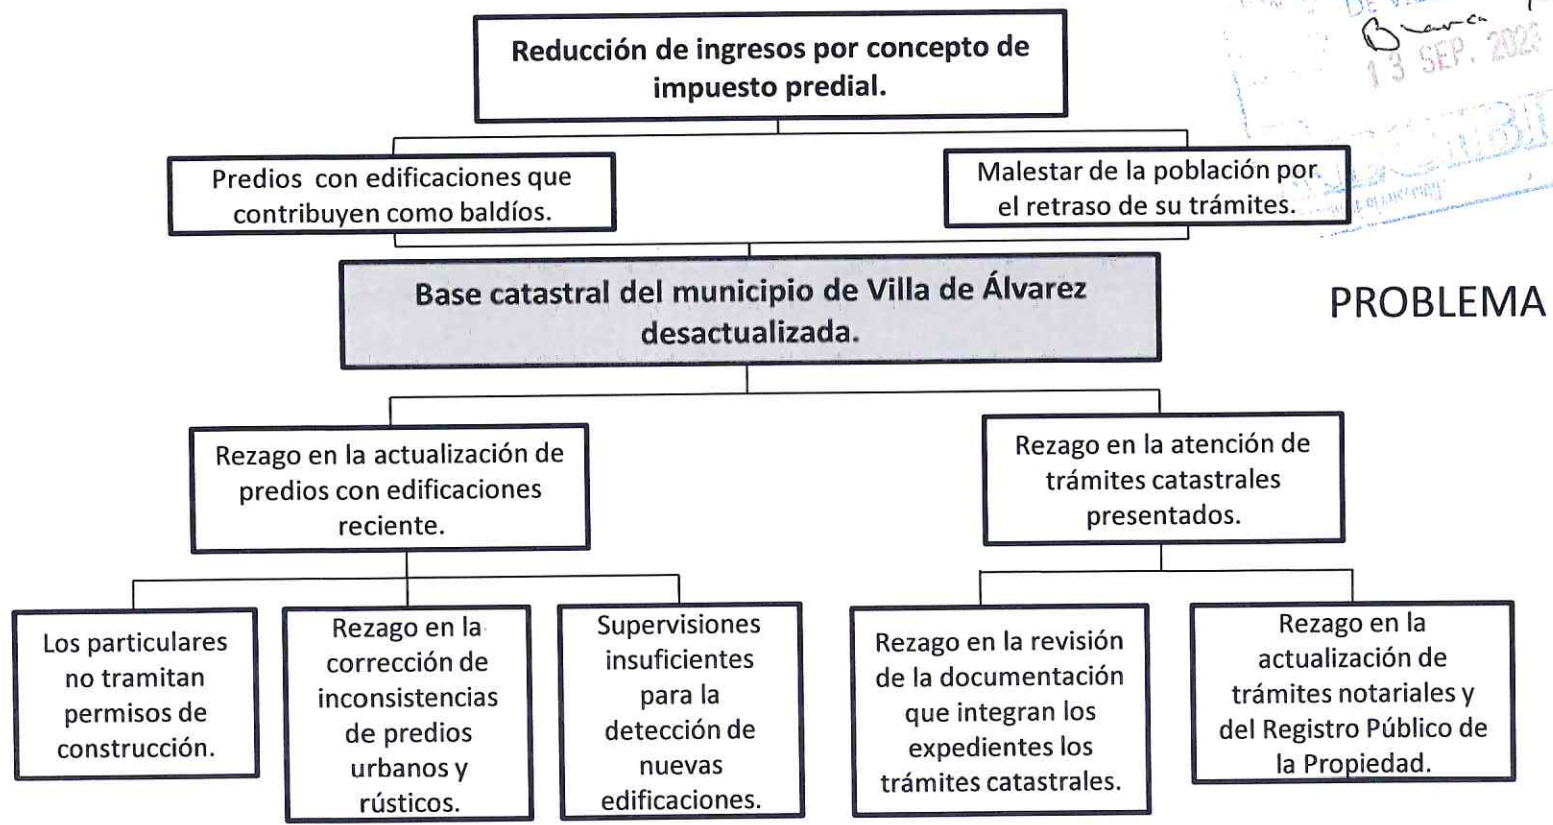 Reducción de ingresos por concepto de
impuesto predial.
13 SEP. 2023
Predios con edificaciones que
contribuyen como baldíos.
Malestar de la población por
el retraso de su trámites.
Base catastral del municipio de Villa de Álvarez
desactualizada.
PROBLEMA
Rezago en la actualización de
predios con edificaciones
reciente.
Rezago en la atención de
trámites catastrales
presentados.
Los particulares
no tramitan
permisos de
construcción.
Rezago en la
corrección de
inconsistencias
de predios
urbanos y
rústicos.
Supervisiones
insuficientes
para la
detección de
nuevas
edificaciones.
Rezago en la revisión
de la documentación
que integran los
expedientes los
trámites catastrales.
Rezago en la
actualización de
trámites notariales y
del Registro Público de
la Propiedad.